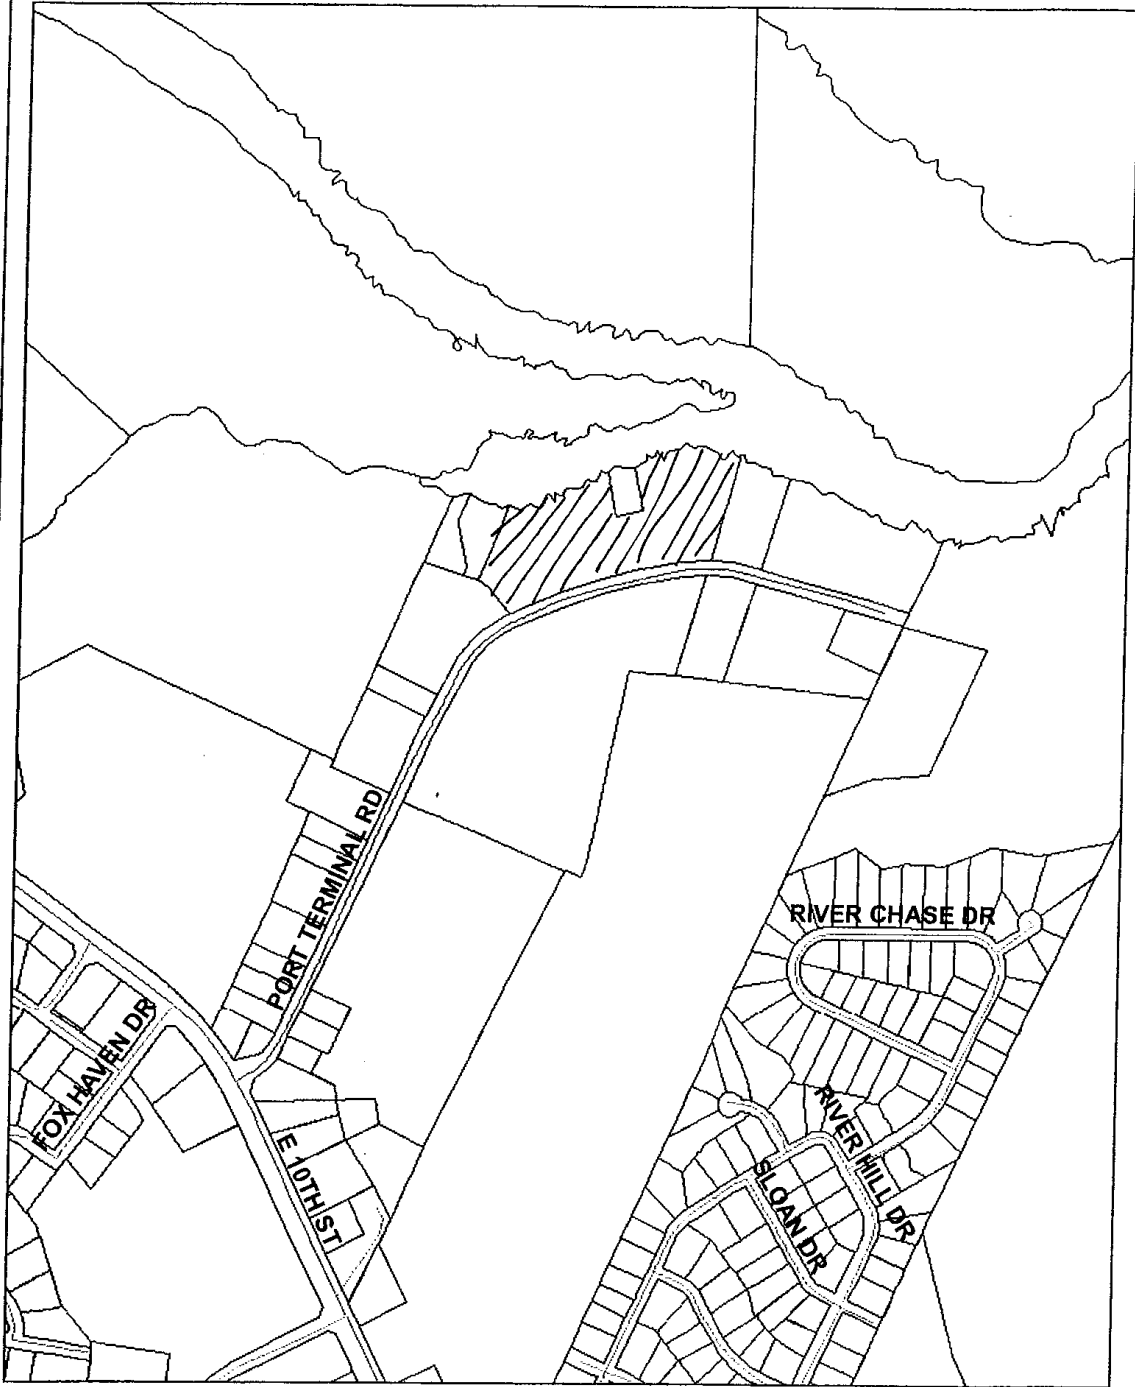 PORT TERMINAL RD
RIVER CHASE DR
FOX HAVEN DR
RIVER HILL DR
E 10TH ST
SLOAN DR